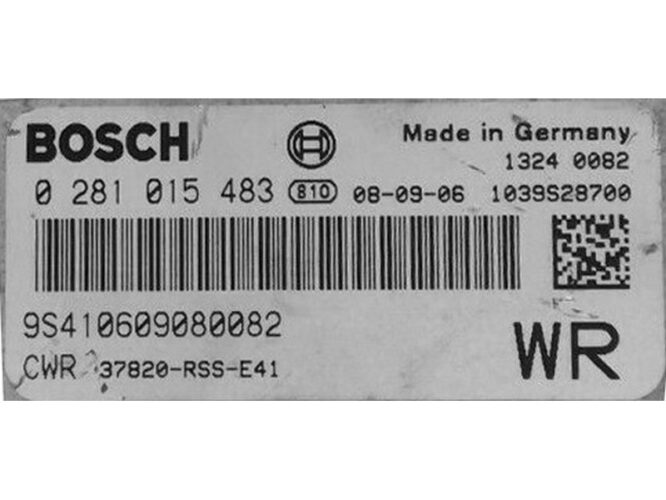 BOSCH
Made in Germany
1324 0082
0 281 015 483 810 08-09-06 1039S28700
9S410609080082
WR
CWR 37820-RSS-E41